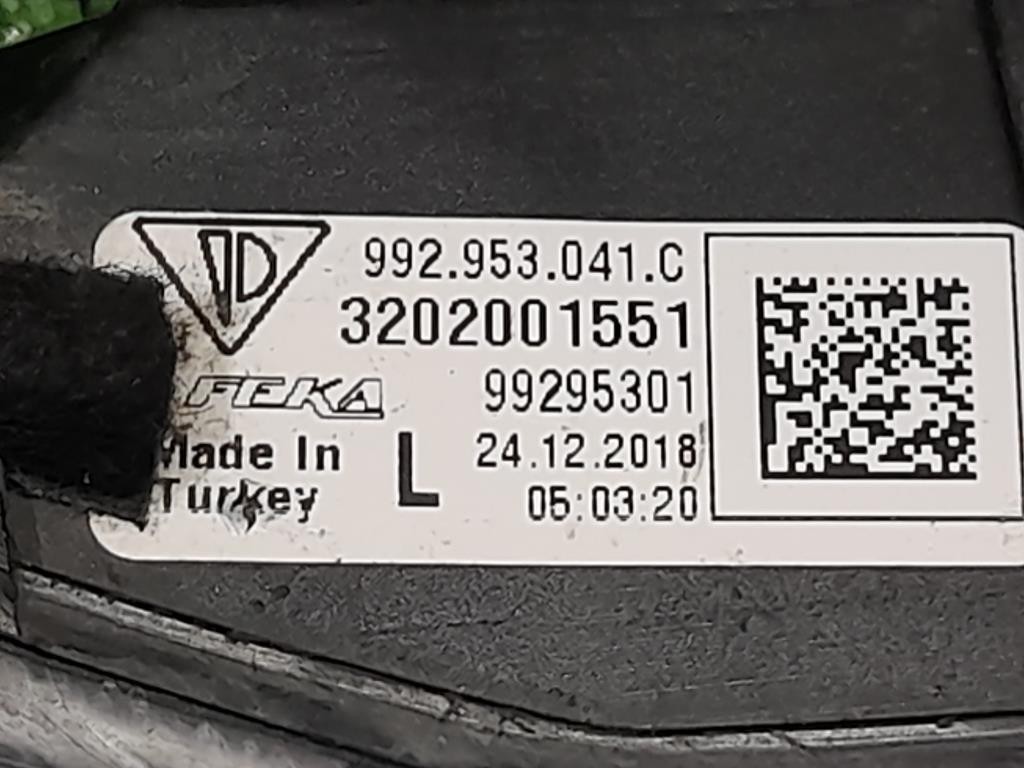 992.953.041.C
3202001551
FEKA
99295301
Made In
L
24.12.2018
Turkey
05:03:20